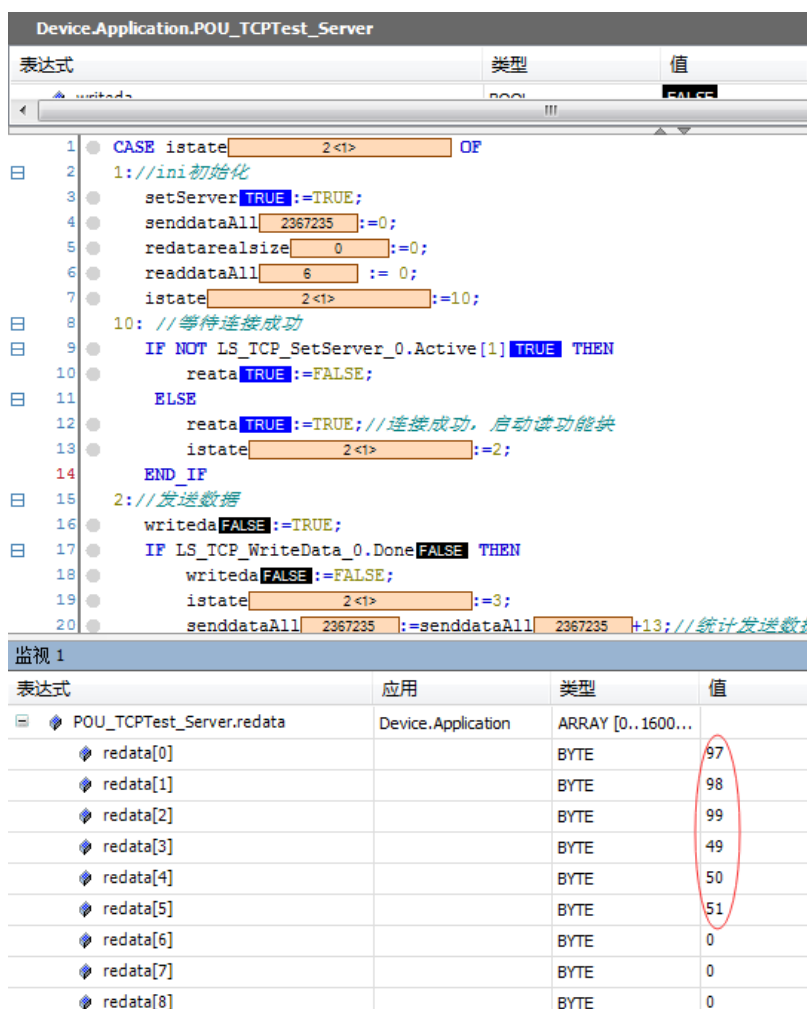 Device.Application.POU_TCPTest_Server
表达式 类型 值
writeda BOOL FALSE
1 CASE istate 2<1> OF
2 1://ini初始化
3 setServer TRUE :=TRUE;
4 senddataAll 2367235 :=0;
5 redatarealsize 0 :=0;
6 readdataAll 6 := 0;
7 istate 2<1> :=10;
8 10: //等待连接成功
9 IF NOT LS_TCP_SetServer_0.Active[1] TRUE THEN
10 reata TRUE :=FALSE;
11 ELSE
12 reata TRUE :=TRUE;//连接成功，启动读功能块
13 istate 2<1> :=2;
14 END_IF
15 2://发送数据
16 writeda FALSE :=TRUE;
17 IF LS_TCP_WriteData_0.Done FALSE THEN
18 writeda FALSE :=FALSE;
19 istate 2<1> :=3;
20 senddataAll 2367235 :=senddataAll 2367235 +13;//统计发送数据
监视 1
表达式 应用 类型 值
POU_TCPTest_Server.redata Device.Application ARRAY [0..1600...
redata[0] BYTE 97
redata[1] BYTE 98
redata[2] BYTE 99
redata[3] BYTE 49
redata[4] BYTE 50
redata[5] BYTE 51
redata[6] BYTE 0
redata[7] BYTE 0
redata[8] BYTE 0